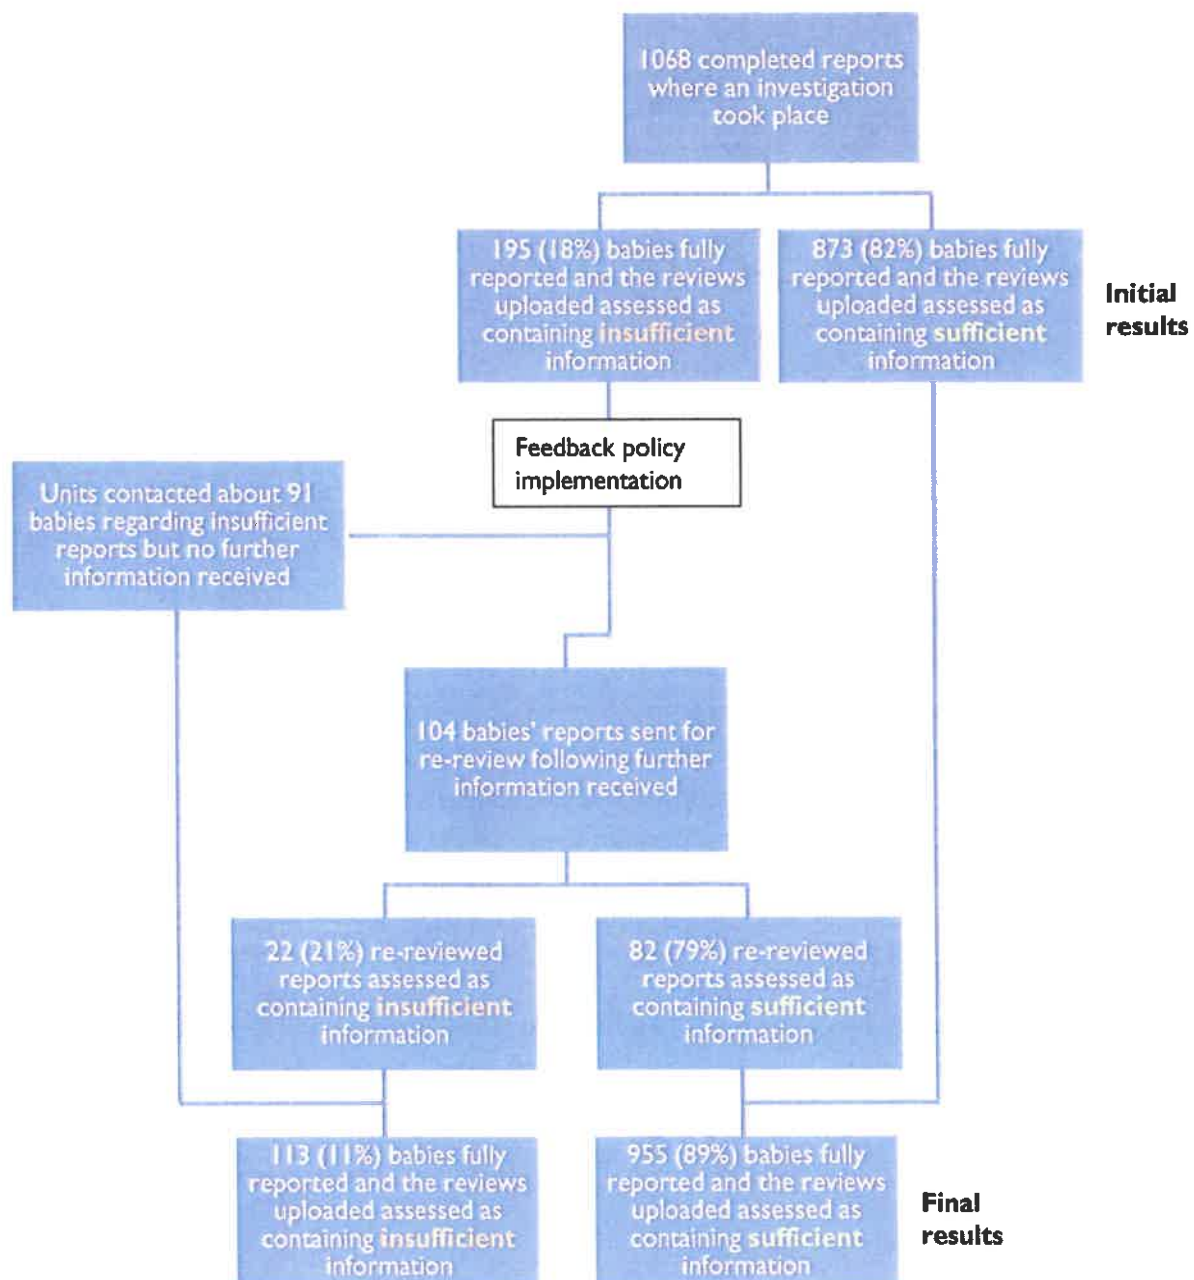 1068 completed reports
where an investigation
took place
195 (18%) babies fully
reported and the reviews
uploaded assessed as
containing insufficient
information
873 (82%) babies fully
reported and the reviews
uploaded assessed as
containing sufficient
information
Initial
results
Feedback policy
implementation
Units contacted about 91
babies regarding insufficient
reports but no further
information received
104 babies' reports sent for
re-review following further
information received
22 (21%) re-reviewed
reports assessed as
containing insufficient
information
82 (79%) re-reviewed
reports assessed as
containing sufficient
information
113 (11%) babies fully
reported and the reviews
uploaded assessed as
containing insufficient
information
955 (89%) babies fully
reported and the reviews
uploaded assessed as
containing sufficient
information
Final
results